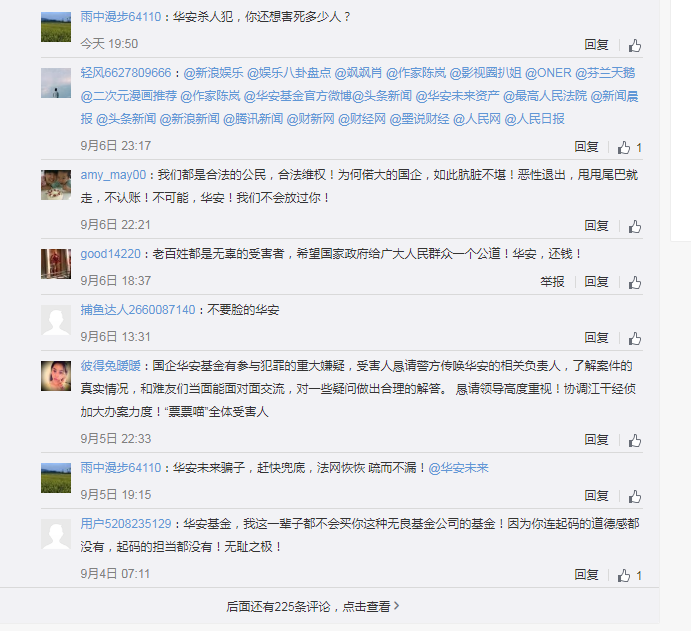 雨中漫步64110：华安杀人犯，你还想害死多少人？
今天 19:50 回复 
轻风6627809666：@新浪娱乐 @娱乐八卦盘点 @飒飒肖 @作家陈岚 @影视圈扒姐 @ONER @芬兰天鹅
@二次元漫画推荐 @作家陈岚 @华安基金官方微博@头条新闻 @华安未来资产 @最高人民法院 @新闻晨
报 @头条新闻 @新浪新闻 @腾讯新闻 @财新网 @财经网 @墨说财经 @人民网 @人民日报
9月6日 23:17 回复 1
amy_may00：我们都是合法的公民，合法维权！为何偌大的国企，如此肮脏不堪！恶性退出，甩甩尾巴就
走，不认账！不可能，华安！我们不会放过你！
9月6日 22:21 回复
good14220：老百姓都是无辜的受害者，希望国家政府给广大人民群众一个公道！华安，还钱！
9月6日 18:37 举报 回复
捕鱼达人2660087140：不要脸的华安
9月6日 13:31 回复
彼得兔暧暧：国企华安基金有参与犯罪的重大嫌疑，受害人恳请警方传唤华安的相关负责人，了解案件的
真实情况，和难友们当面能面对面交流，对一些疑问做出合理的解答。 恳请领导高度重视！协调江干经侦
加大办案力度！“票票喵”全体受害人
9月5日 22:33 回复
雨中漫步64110：华安未来骗子，赶快兜底，法网恢恢 疏而不漏！@华安未来
9月5日 19:15 回复
用户5208235129：华安基金，我这一辈子都不会买你这种无良基金公司的基金！因为你连起码的道德感都
没有，起码的担当都没有！无耻之极！
9月4日 07:11 回复 1
后面还有225条评论，点击查看